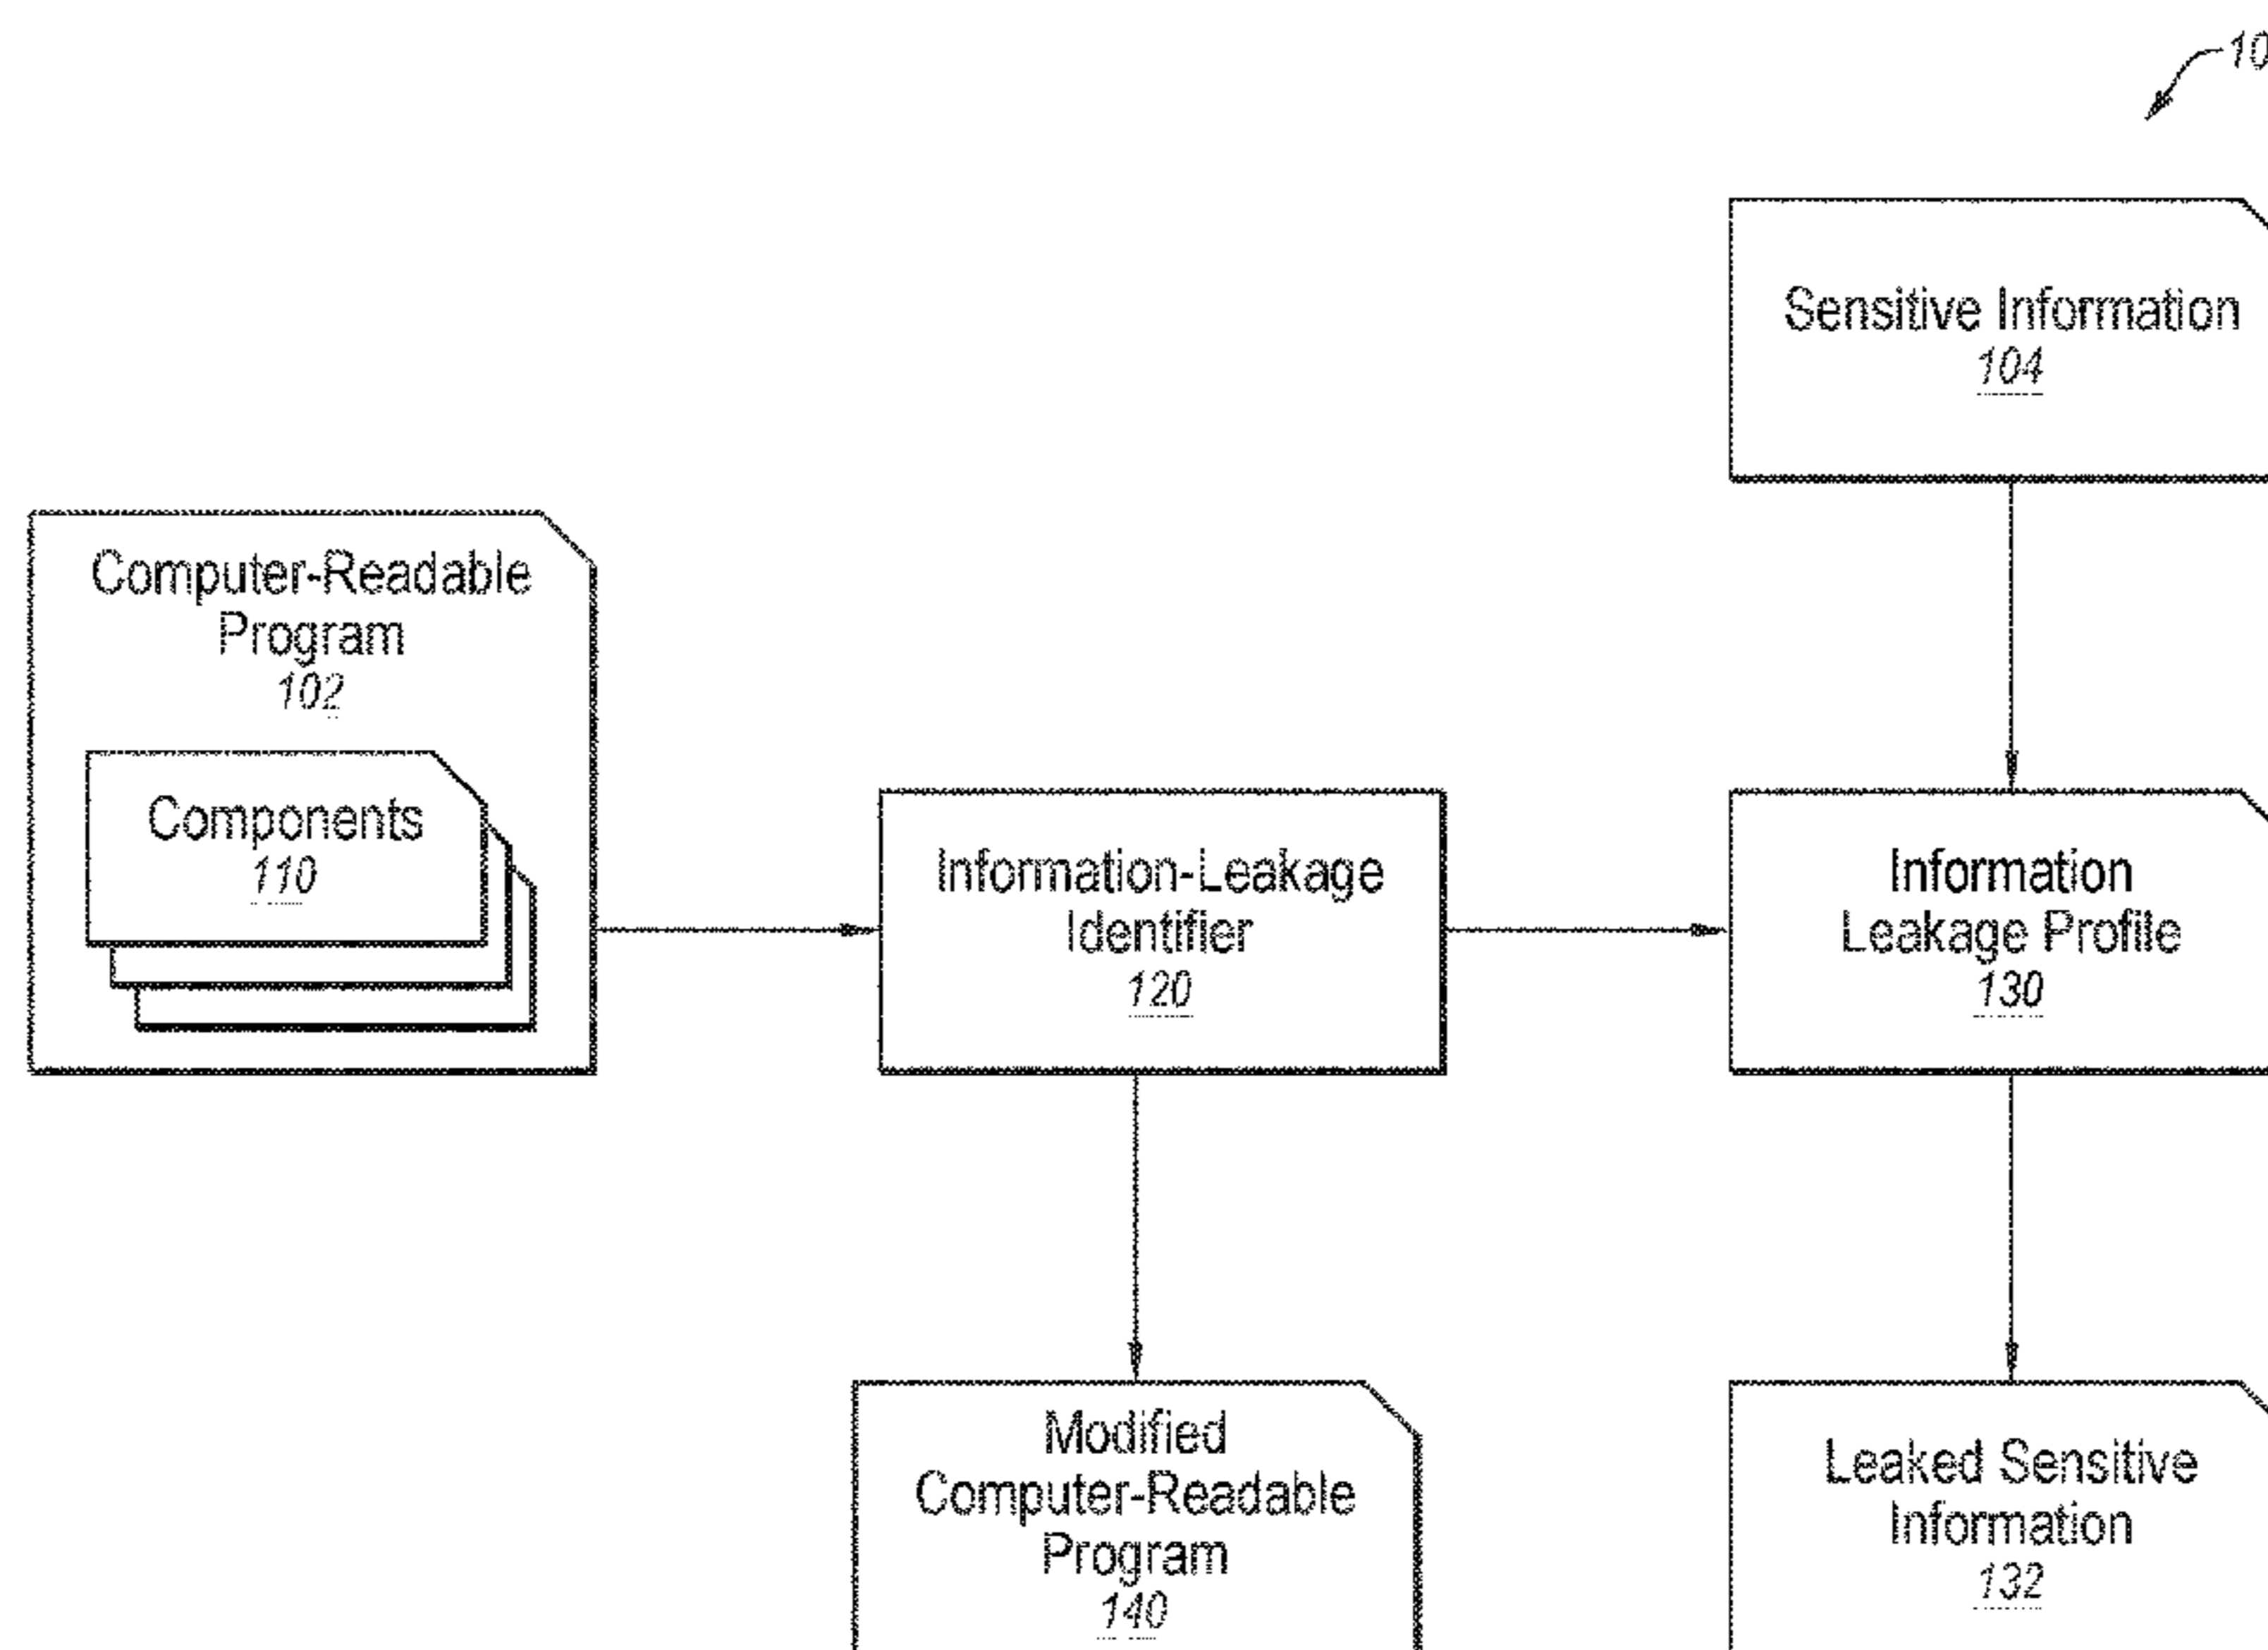 Sensitive Information
104
Computer-Readable
Program
102
Components
110
Information-Leakage
Identifier
120
Information
Leakage Profile
130
Modified
Computer-Readable
Program
140
Leaked Sensitive
Information
132